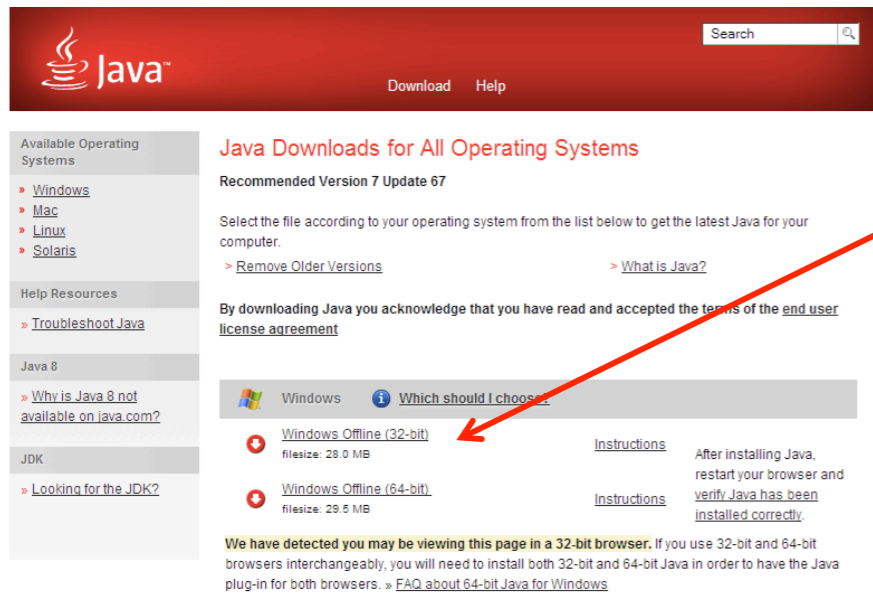 Search
Java™
Download Help
Available Operating
Systems
» Windows
» Mac
» Linux
» Solaris
Help Resources
» Troubleshoot Java
Java 8
» Why is Java 8 not
available on java.com?
JDK
» Looking for the JDK?
Java Downloads for All Operating Systems
Recommended Version 7 Update 67
Select the file according to your operating system from the list below to get the latest Java for your
computer.
> Remove Older Versions > What is Java?
By downloading Java you acknowledge that you have read and accepted the terms of the end user
license agreement
Windows Which should I choose?
Windows Offline (32-bit)
filesize: 28.0 MB
Instructions
Windows Offline (64-bit)
filesize: 29.5 MB
Instructions
After installing Java,
restart your browser and
verify Java has been
installed correctly.
We have detected you may be viewing this page in a 32-bit browser. If you use 32-bit and 64-bit
browsers interchangeably, you will need to install both 32-bit and 64-bit Java in order to have the Java
plug-in for both browsers. » FAQ about 64-bit Java for Windows